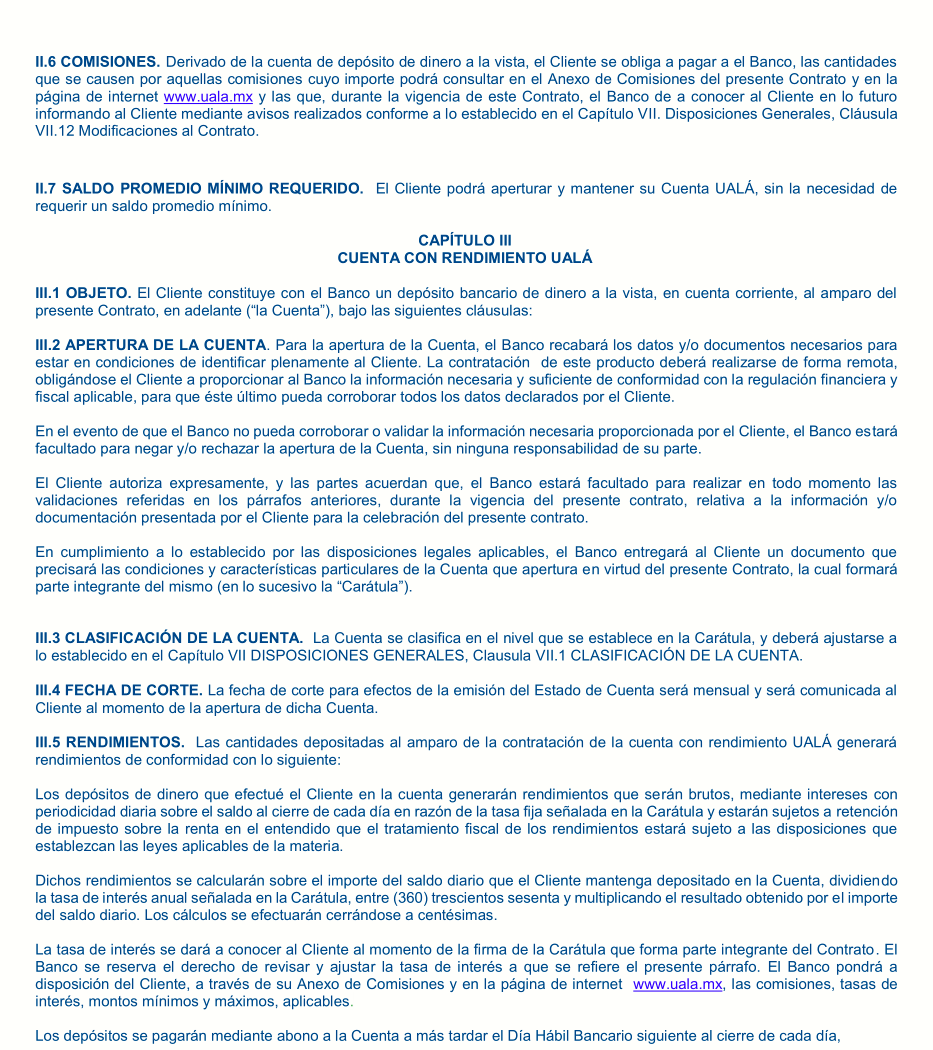 II.6 COMISIONES. Derivado de la cuenta de depósito de dinero a la vista, el Cliente se obliga a pagar a el Banco, las cantidades
que se causen por aquellas comisiones cuyo importe podrá consultar en el Anexo de Comisiones del presente Contrato y en la
página de internet www.uala.mx y las que, durante la vigencia de este Contrato, el Banco de a conocer al Cliente en lo futuro
informando al Cliente mediante avisos realizados conforme a lo establecido en el Capítulo VII. Disposiciones Generales, Cláusula
VII.12 Modificaciones al Contrato.
II.7 SALDO PROMEDIO MÍNIMO REQUERIDO. El Cliente podrá aperturar y mantener su Cuenta UALÁ, sin la necesidad de
requerir un saldo promedio mínimo.
CAPÍTULO III
CUENTA CON RENDIMIENTO UALÁ
III.1 OBJETO. El Cliente constituye con el Banco un depósito bancario de dinero a la vista, en cuenta corriente, al amparo del
presente Contrato, en adelante (“la Cuenta”), bajo las siguientes cláusulas:
III.2 APERTURA DE LA CUENTA. Para la apertura de la Cuenta, el Banco recabará los datos y/o documentos necesarios para
estar en condiciones de identificar plenamente al Cliente. La contratación de este producto deberá realizarse de forma remota,
obligándose el Cliente a proporcionar al Banco la información necesaria y suficiente de conformidad con la regulación financiera y
fiscal aplicable, para que éste último pueda corroborar todos los datos declarados por el Cliente.
En el evento de que el Banco no pueda corroborar o validar la información necesaria proporcionada por el Cliente, el Banco estará
facultado para negar y/o rechazar la apertura de la Cuenta, sin ninguna responsabilidad de su parte.
El Cliente autoriza expresamente, y las partes acuerdan que, el Banco estará facultado para realizar en todo momento las
validaciones referidas en los párrafos anteriores, durante la vigencia del presente contrato, relativa a la información y/o
documentación presentada por el Cliente para la celebración del presente contrato.
En cumplimiento a lo establecido por las disposiciones legales aplicables, el Banco entregará al Cliente un documento que
precisará las condiciones y características particulares de la Cuenta que apertura en virtud del presente Contrato, la cual formará
parte integrante del mismo (en lo sucesivo la “Carátula”).
III.3 CLASIFICACIÓN DE LA CUENTA. La Cuenta se clasifica en el nivel que se establece en la Carátula, y deberá ajustarse a
lo establecido en el Capítulo VII DISPOSICIONES GENERALES, Clausula VII.1 CLASIFICACIÓN DE LA CUENTA.
III.4 FECHA DE CORTE. La fecha de corte para efectos de la emisión del Estado de Cuenta será mensual y será comunicada al
Cliente al momento de la apertura de dicha Cuenta.
III.5 RENDIMIENTOS. Las cantidades depositadas al amparo de la contratación de la cuenta con rendimiento UALÁ generará
rendimientos de conformidad con lo siguiente:
Los depósitos de dinero que efectué el Cliente en la cuenta generarán rendimientos que serán brutos, mediante intereses con
periodicidad diaria sobre el saldo al cierre de cada día en razón de la tasa fija señalada en la Carátula y estarán sujetos a retención
de impuesto sobre la renta en el entendido que el tratamiento fiscal de los rendimientos estará sujeto a las disposiciones que
establezcan las leyes aplicables de la materia.
Dichos rendimientos se calcularán sobre el importe del saldo diario que el Cliente mantenga depositado en la Cuenta, dividiendo
la tasa de interés anual señalada en la Carátula, entre (360) trescientos sesenta y multiplicando el resultado obtenido por el importe
del saldo diario. Los cálculos se efectuarán cerrándose a centésimas.
La tasa de interés se dará a conocer al Cliente al momento de la firma de la Carátula que forma parte integrante del Contrato. El
Banco se reserva el derecho de revisar y ajustar la tasa de interés a que se refiere el presente párrafo. El Banco pondrá a
disposición del Cliente, a través de su Anexo de Comisiones y en la página de internet www.uala.mx, las comisiones, tasas de
interés, montos mínimos y máximos, aplicables.
Los depósitos se pagarán mediante abono a la Cuenta a más tardar el Día Hábil Bancario siguiente al cierre de cada día,